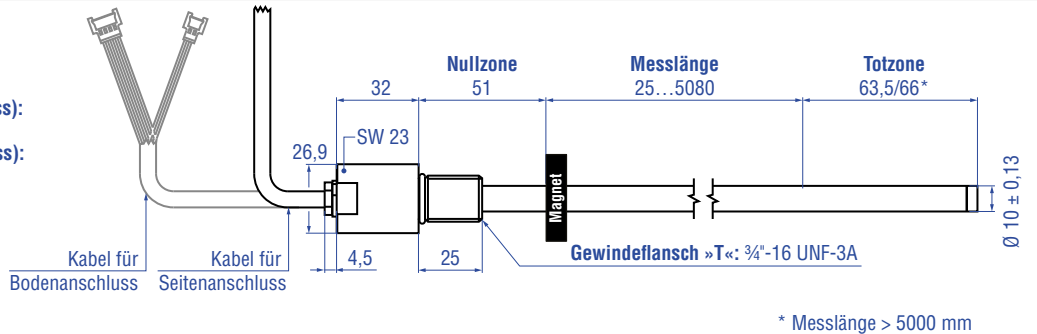 Nullzone
51
Messlänge
25…5080
Totzone
63,5/66*
32
ss):
ss):
SW 23
26,9
Magnet
Ø 10 ± 0,13
Kabel für
Bodenanschluss
Kabel für
Seitenanschluss
4,5
25
Gewindeflansch »T«: ¾"-16 UNF-3A
* Messlänge > 5000 mm